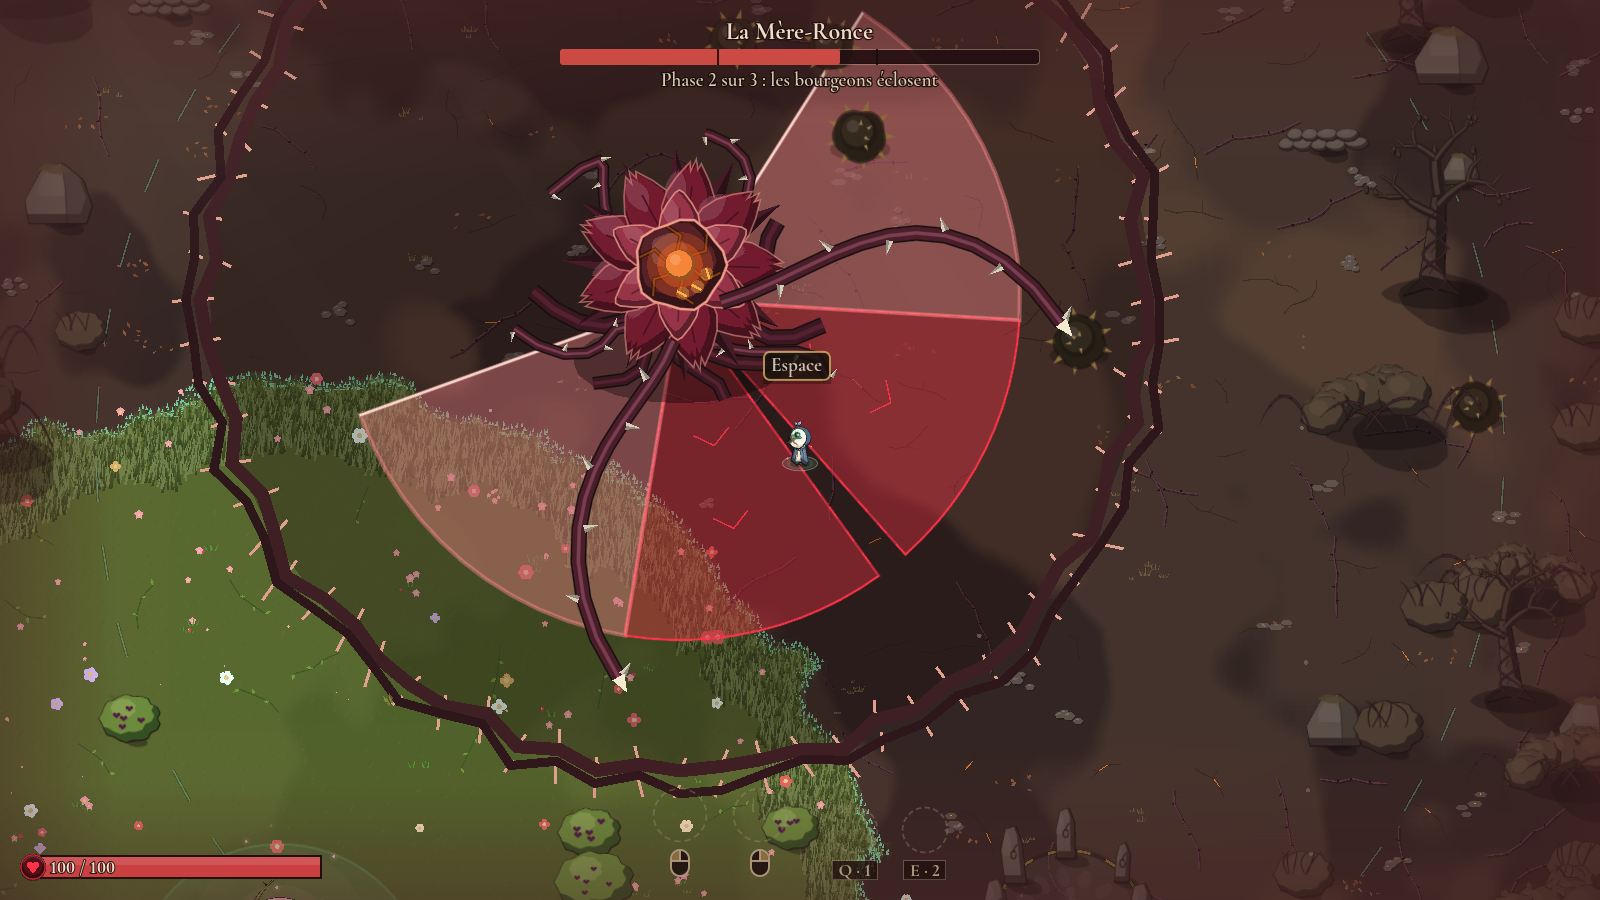 La Mère-Ronce
Phase 2 sur 3 : les bourgeons éclosent
Espace
100 / 100
Q · 1
E · 2